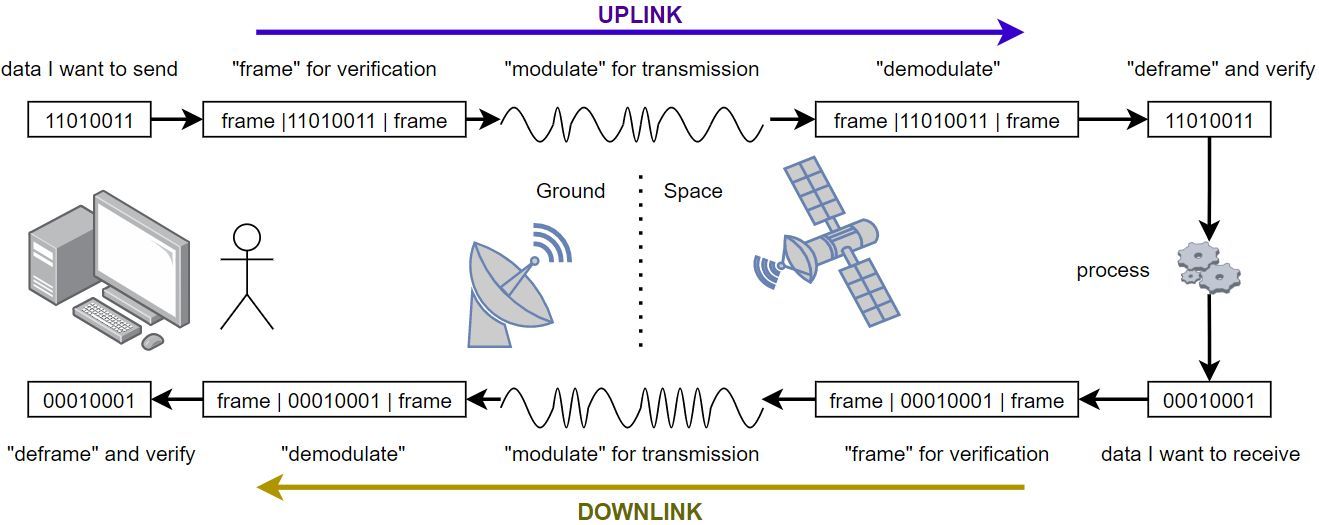 UPLINK
data I want to send
"frame" for verification
"modulate" for transmission
"demodulate"
"deframe" and verify
11010011
frame |11010011 | frame
frame |11010011 | frame
11010011
Ground
Space
process
00010001
frame | 00010001 | frame
frame | 00010001 | frame
00010001
"deframe" and verify
"demodulate"
"modulate" for transmission
"frame" for verification
data I want to receive
DOWNLINK